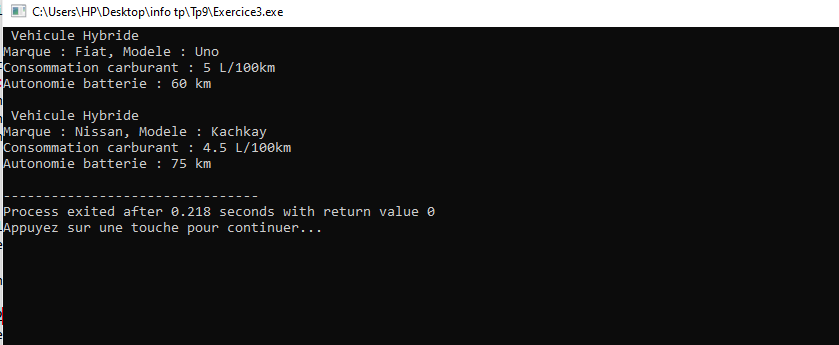 C:\Users\HP\Desktop\info tp\Tp9\Exercice3.exe
Vehicule Hybride
Marque : Fiat, Modele : Uno
Consommation carburant : 5 L/100km
Autonomie batterie : 60 km
Vehicule Hybride
Marque : Nissan, Modele : Kachkay
Consommation carburant : 4.5 L/100km
Autonomie batterie : 75 km
--------------------------------
Process exited after 0.218 seconds with return value 0
Appuyez sur une touche pour continuer...